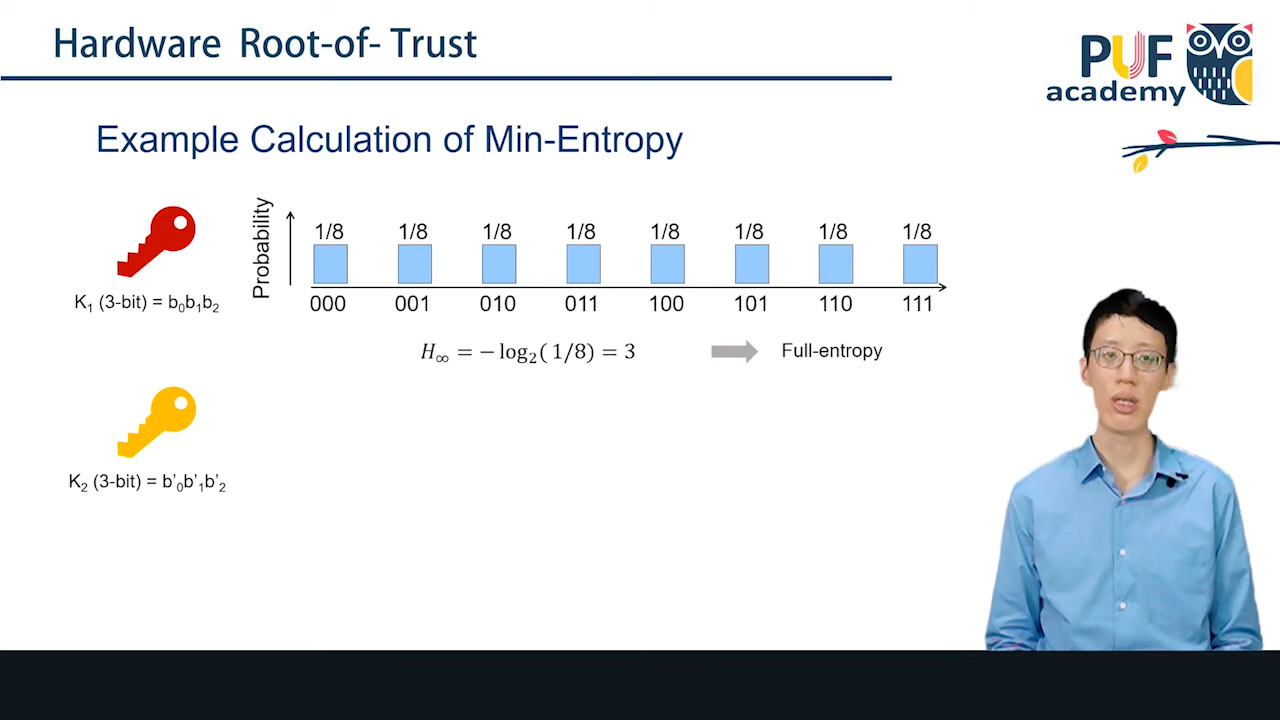 Hardware Root-of- Trust
PUF
academy
Example Calculation of Min-Entropy
Probability
1/8 1/8 1/8 1/8 1/8 1/8 1/8 1/8
000 001 010 011 100 101 110 111
K₁ (3-bit) = b₀b₁b₂
H∞ = − log₂( 1/8) = 3
Full-entropy
K₂ (3-bit) = b’₀b’₁b’₂